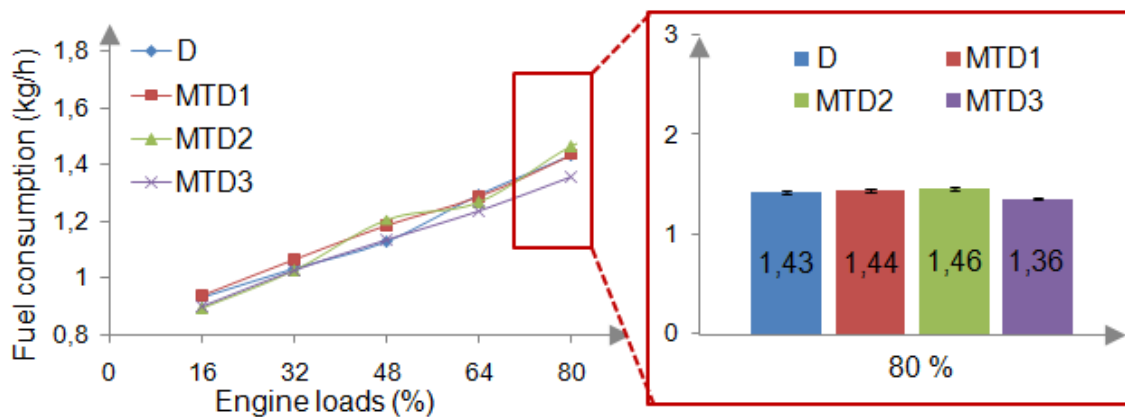 Fuel consumption (kg/h)
1,8
1,6
1,4
1,2
1
0,8
D
MTD1
MTD2
MTD3
0 16 32 48 64 80
Engine loads (%)
3
2
1
0
D MTD1
MTD2 MTD3
1,43 1,44 1,46 1,36
80 %